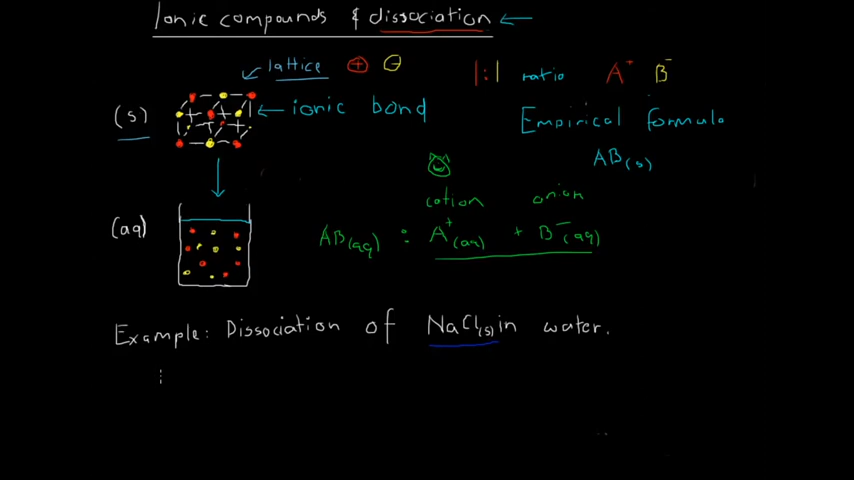 Ionic compounds & dissociation ←
lattice + - 1:1 ratio A⁺ B⁻
(s) ← ionic bond Empirical formula
AB(s)
cation anion
(aq) AB(aq) : A⁺(aq) + B⁻(aq)
Example: Dissociation of NaCl(s) in water.